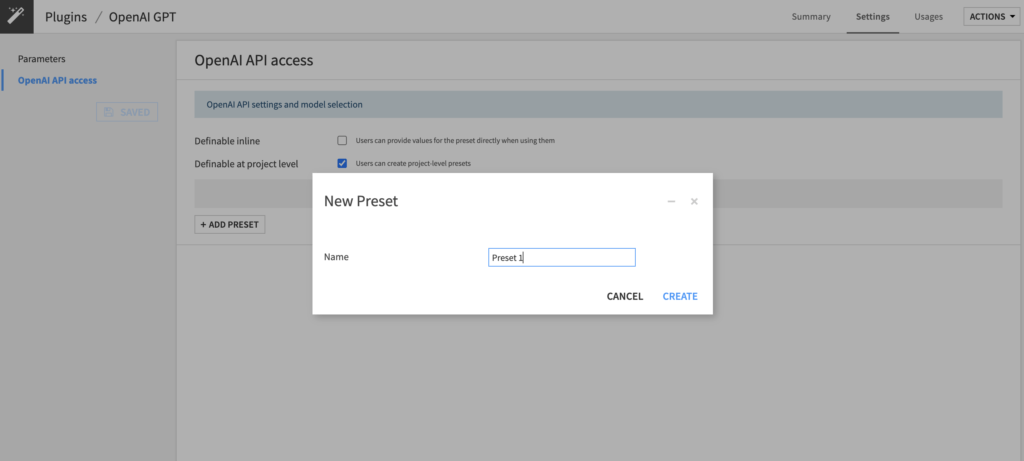 Plugins / OpenAI GPT
Summary
Settings
Usages
ACTIONS
Parameters
OpenAI API access
SAVED
OpenAI API access
OpenAI API settings and model selection
Definable inline
Users can provide values for the preset directly when using them
Definable at project level
Users can create project-level presets
+ ADD PRESET
New Preset
Name
Preset 1
CANCEL
CREATE